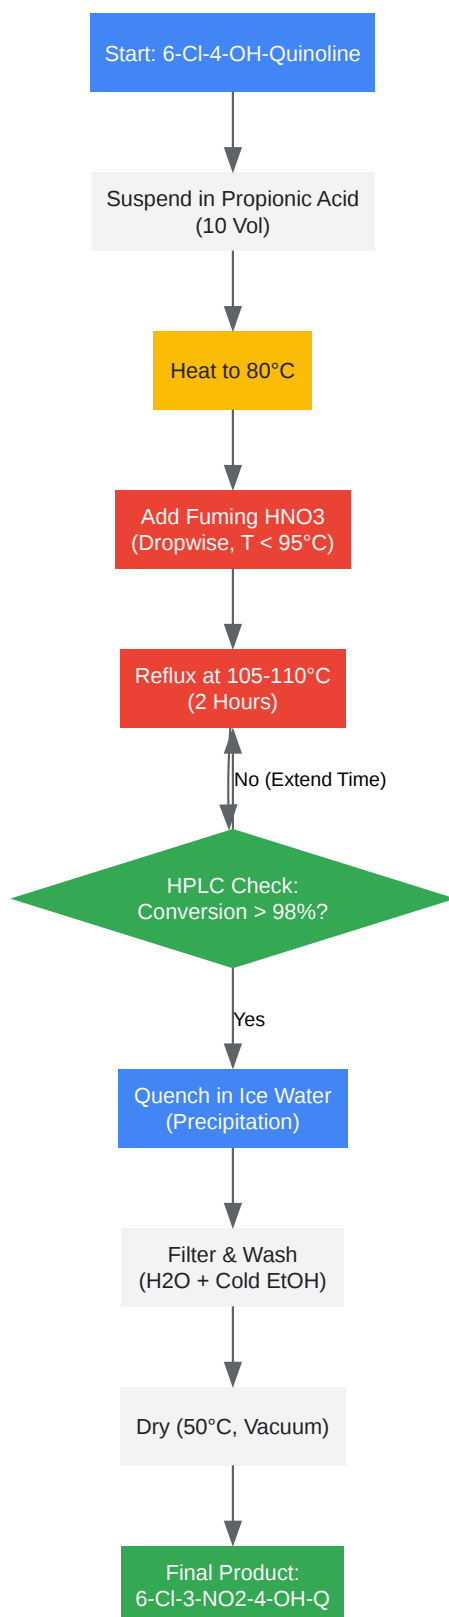 Start: 6-Cl-4-OH-Quinoline
Suspend in Propionic Acid
(10 Vol)
Heat to 80°C
Add Fuming HNO3
(Dropwise, T < 95°C)
Reflux at 105-110°C
(2 Hours)
No (Extend Time)
HPLC Check:
Conversion > 98%?
Yes
Quench in Ice Water
(Precipitation)
Filter & Wash
(H2O + Cold EtOH)
Dry (50°C, Vacuum)
Final Product:
6-Cl-3-NO2-4-OH-Q